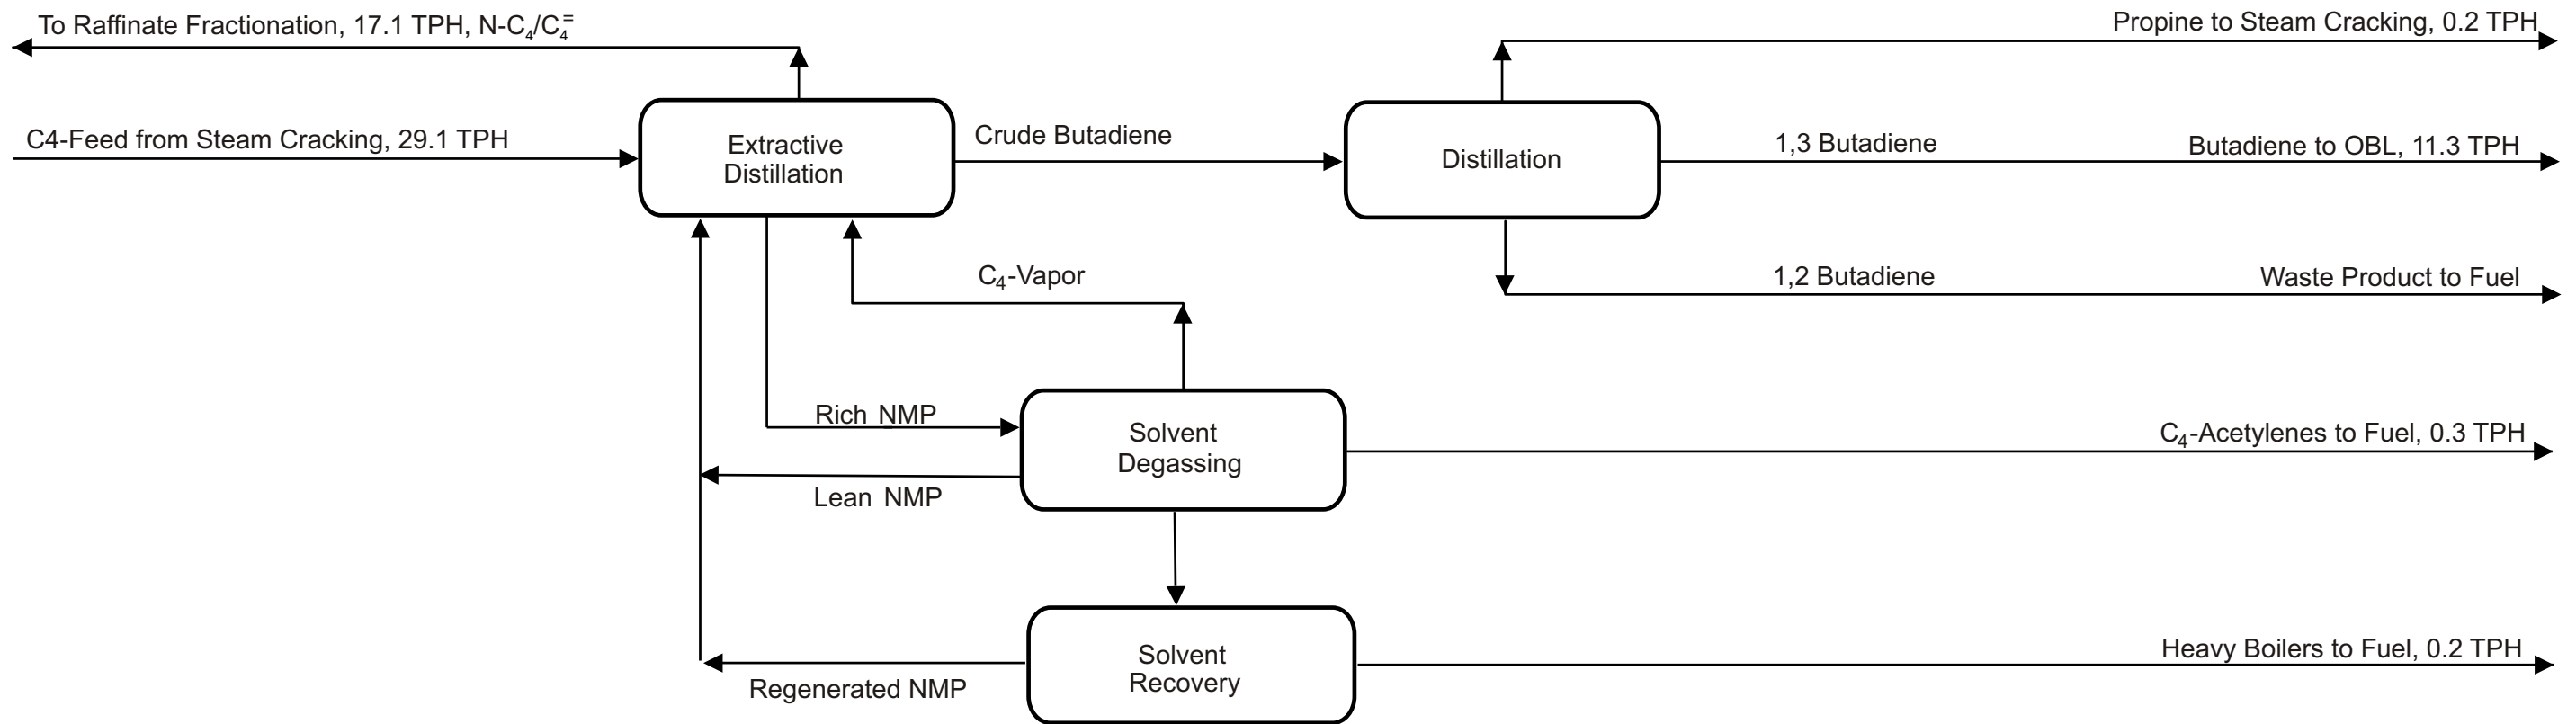 To Raffinate Fractionation, 17.1 TPH, N-C₄/C₄⁼
Propine to Steam Cracking, 0.2 TPH
C4-Feed from Steam Cracking, 29.1 TPH
Extractive
Distillation
Crude Butadiene
Distillation
1,3 Butadiene
Butadiene to OBL, 11.3 TPH
C₄-Vapor
1,2 Butadiene
Waste Product to Fuel
Rich NMP
Solvent
Degassing
C₄-Acetylenes to Fuel, 0.3 TPH
Lean NMP
Solvent
Recovery
Heavy Boilers to Fuel, 0.2 TPH
Regenerated NMP